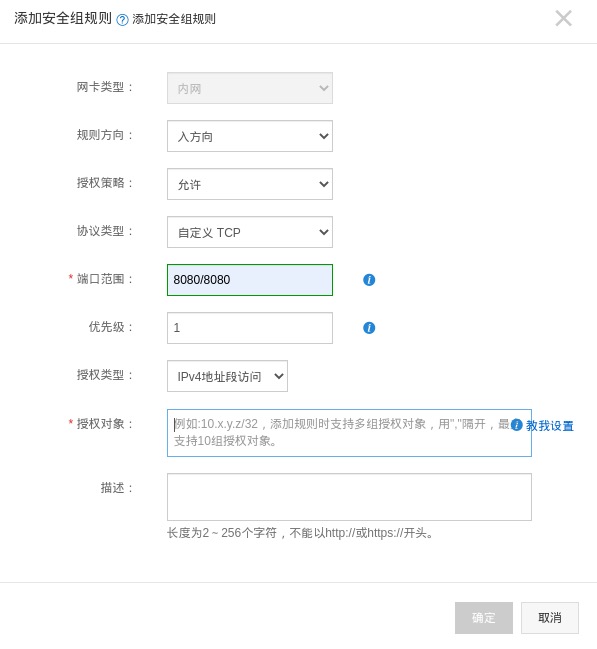 添加安全组规则 ? 添加安全组规则
网卡类型： 内网
规则方向： 入方向
授权策略： 允许
协议类型： 自定义 TCP
* 端口范围： 8080/8080
优先级： 1
授权类型： IPv4地址段访问
* 授权对象： 例如:10.x.y.z/32，添加规则时支持多组授权对象，用","隔开，最 教我设置
支持10组授权对象。
描述：
长度为2～256个字符，不能以http://或https://开头。
确定 取消